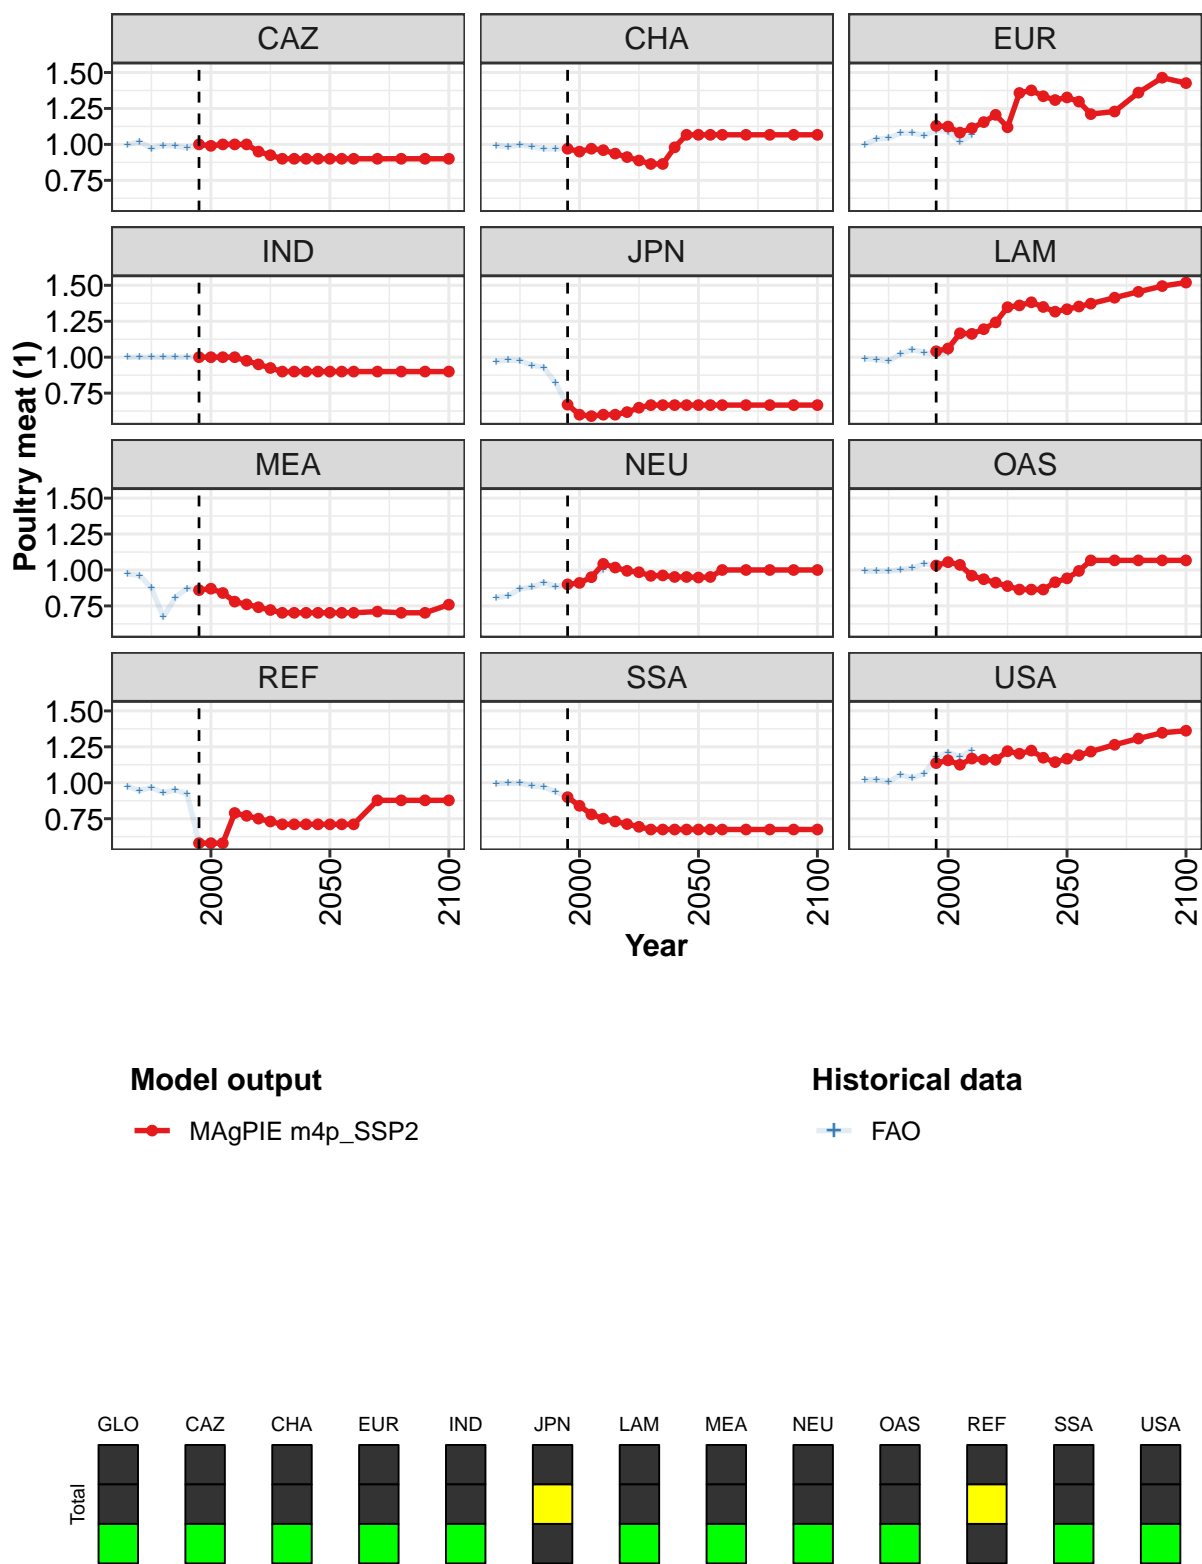 CAZ CHA EUR
1.50
1.25
1.00
0.75
IND JPN LAM
1.50
1.25
1.00
0.75
Poultry meat (1)
MEA NEU OAS
1.50
1.25
1.00
0.75
REF SSA USA
1.50
1.25
1.00
0.75
2000 2050 2100 2000 2050 2100 2000 2050 2100
Year
Model output Historical data
MAgPIE m4p_SSP2 FAO
GLO CAZ CHA EUR IND JPN LAM MEA NEU OAS REF SSA USA
Total